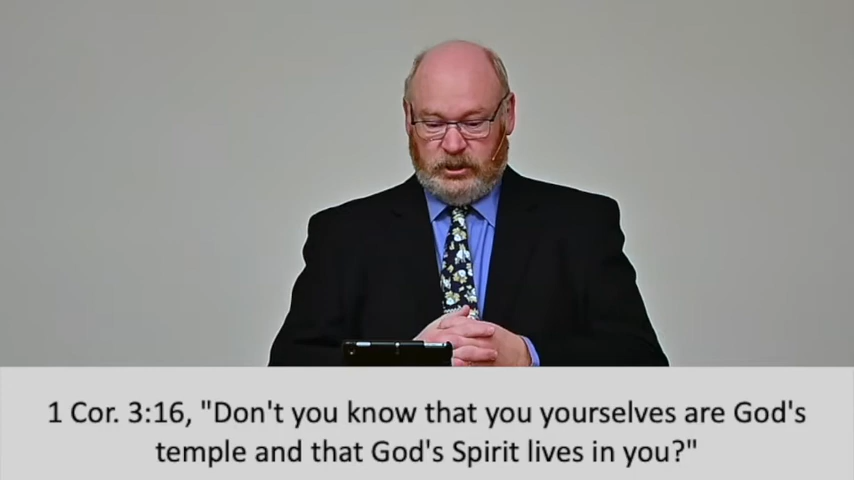 1 Cor. 3:16, "Don't you know that you yourselves are God's
temple and that God's Spirit lives in you?"